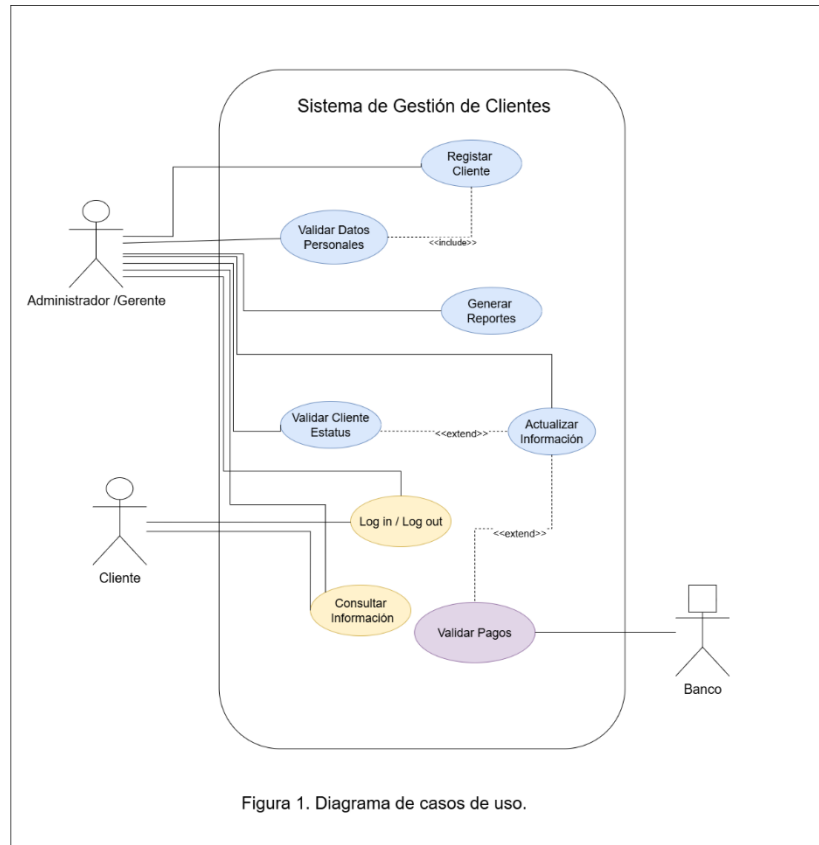 Sistema de Gestión de Clientes
Registar
Cliente
Validar Datos
Personales
<<include>>
Administrador /Gerente
Generar
Reportes
Validar Cliente
Estatus
<<extend>>
Actualizar
Información
Log in / Log out
<<extend>>
Cliente
Consultar
Información
Validar Pagos
Banco
Figura 1. Diagrama de casos de uso.